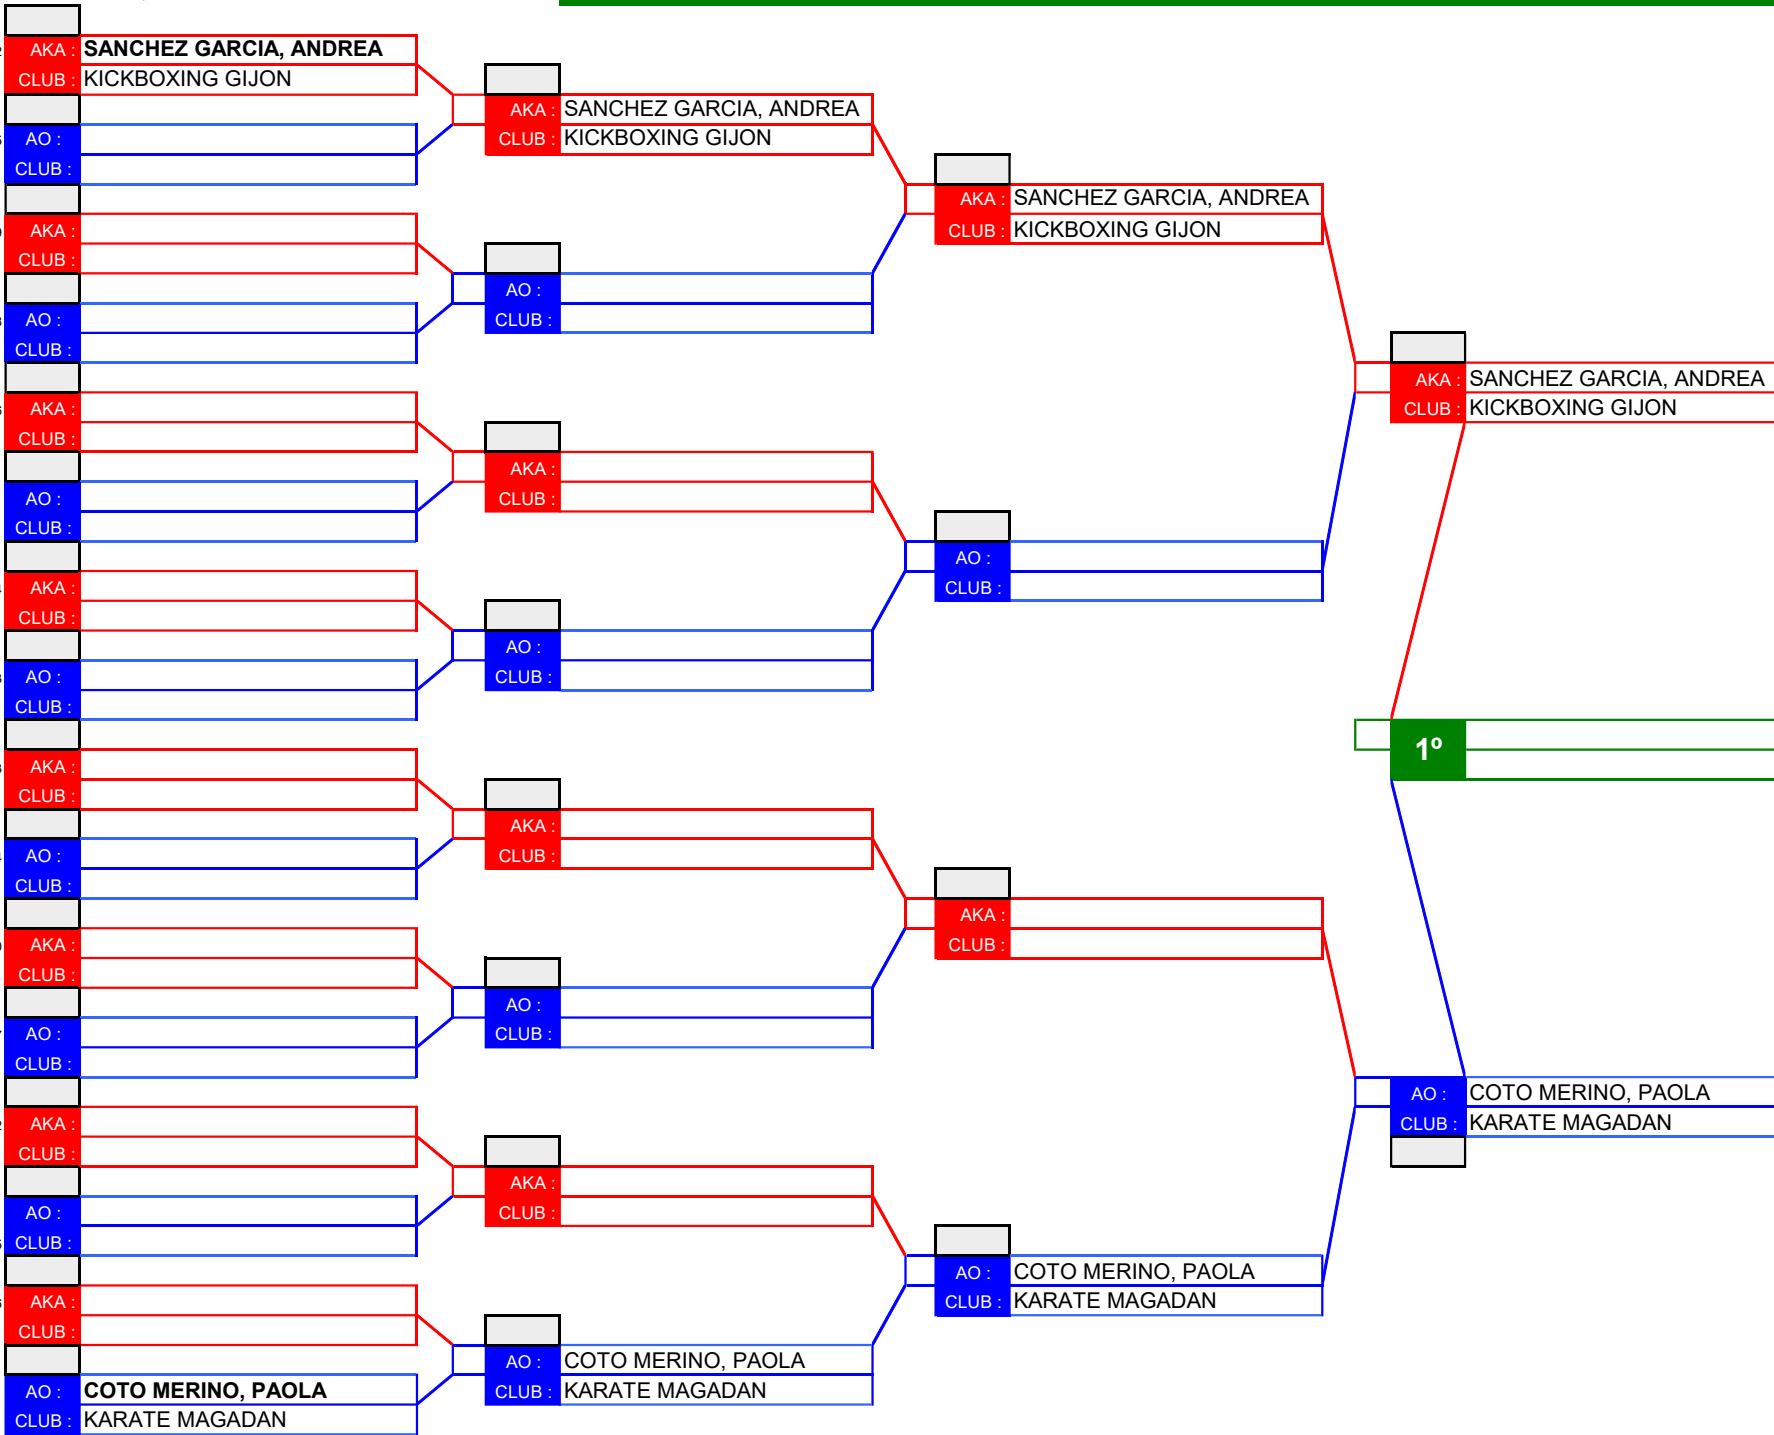 AKA : SANCHEZ GARCIA, ANDREA
CLUB : KICKBOXING GIJON
AO :
CLUB :
AKA :
CLUB :
AO :
CLUB :
AKA :
CLUB :
AO :
CLUB :
AKA :
CLUB :
AO :
CLUB :
AKA :
CLUB :
AO :
CLUB :
AKA :
CLUB :
AO :
CLUB :
AKA :
CLUB :
AO :
CLUB :
AKA :
CLUB :
AO : COTO MERINO, PAOLA
CLUB : KARATE MAGADAN
AKA : SANCHEZ GARCIA, ANDREA
CLUB : KICKBOXING GIJON
AO :
CLUB :
AKA :
CLUB :
AO :
CLUB :
AKA :
CLUB :
AO :
CLUB :
AKA :
CLUB :
AO : COTO MERINO, PAOLA
CLUB : KARATE MAGADAN
AKA : SANCHEZ GARCIA, ANDREA
CLUB : KICKBOXING GIJON
AO :
CLUB :
AKA :
CLUB :
AO : COTO MERINO, PAOLA
CLUB : KARATE MAGADAN
AKA : SANCHEZ GARCIA, ANDREA
CLUB : KICKBOXING GIJON
1º
AO : COTO MERINO, PAOLA
CLUB : KARATE MAGADAN